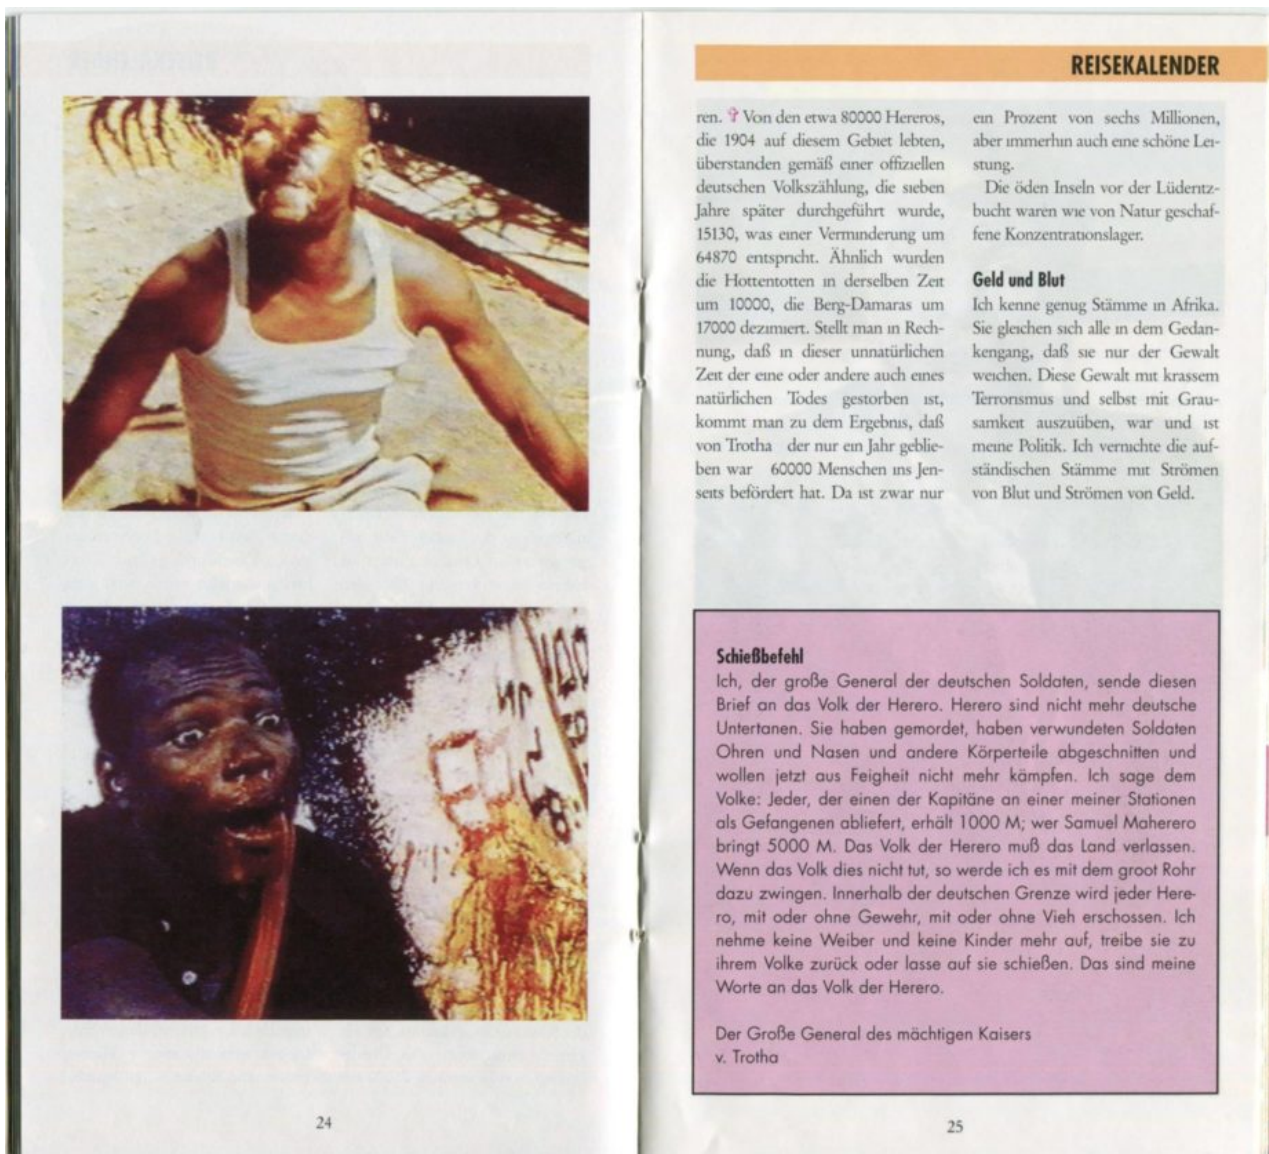 REISEKALENDER
ren. Von den etwa 80000 Hereros,
die 1904 auf diesem Gebiet lebten,
überstanden gemäß einer offiziellen
deutschen Volkszählung, die sieben
Jahre später durchgeführt wurde,
15130, was einer Verminderung um
64870 entspricht. Ähnlich wurden
die Hottentotten in derselben Zeit
um 10000, die Berg-Damaras um
17000 dezimiert. Stellt man in Rech-
nung, daß in dieser unnatürlichen
Zeit der eine oder andere auch eines
natürlichen Todes gestorben ist,
kommt man zu dem Ergebnis, daß
von Trotha der nur ein Jahr geblie-
ben war 60000 Menschen ins Jen-
seits befördert hat. Da ist zwar nur
ein Prozent von sechs Millionen,
aber immerhin auch eine schöne Lei-
stung.
Die öden Inseln vor der Lüdentz-
bucht waren wie von Natur geschaf-
fene Konzentrationslager.
Geld und Blut
Ich kenne genug Stämme in Afrika.
Sie gleichen sich alle in dem Gedan-
kengang, daß sie nur der Gewalt
weichen. Diese Gewalt mit krassem
Terrorismus und selbst mit Grau-
samkeit auszuüben, war und ist
meine Politik. Ich vernichte die auf-
ständischen Stämme mit Strömen
von Blut und Strömen von Geld.
Schießbefehl
Ich, der große General der deutschen Soldaten, sende diesen
Brief an das Volk der Herero. Herero sind nicht mehr deutsche
Untertanen. Sie haben gemordet, haben verwundeten Soldaten
Ohren und Nasen und andere Körperteile abgeschnitten und
wollen jetzt aus Feigheit nicht mehr kämpfen. Ich sage dem
Volke: Jeder, der einen der Kapitäne an einer meiner Stationen
als Gefangenen abliefert, erhält 1000 M; wer Samuel Maherero
bringt 5000 M. Das Volk der Herero muß das Land verlassen.
Wenn das Volk dies nicht tut, so werde ich es mit dem groot Rohr
dazu zwingen. Innerhalb der deutschen Grenze wird jeder Here-
ro, mit oder ohne Gewehr, mit oder ohne Vieh erschossen. Ich
nehme keine Weiber und keine Kinder mehr auf, treibe sie zu
ihrem Volke zurück oder lasse auf sie schießen. Das sind meine
Worte an das Volk der Herero.
Der Große General des mächtigen Kaisers
v. Trotha
24
25